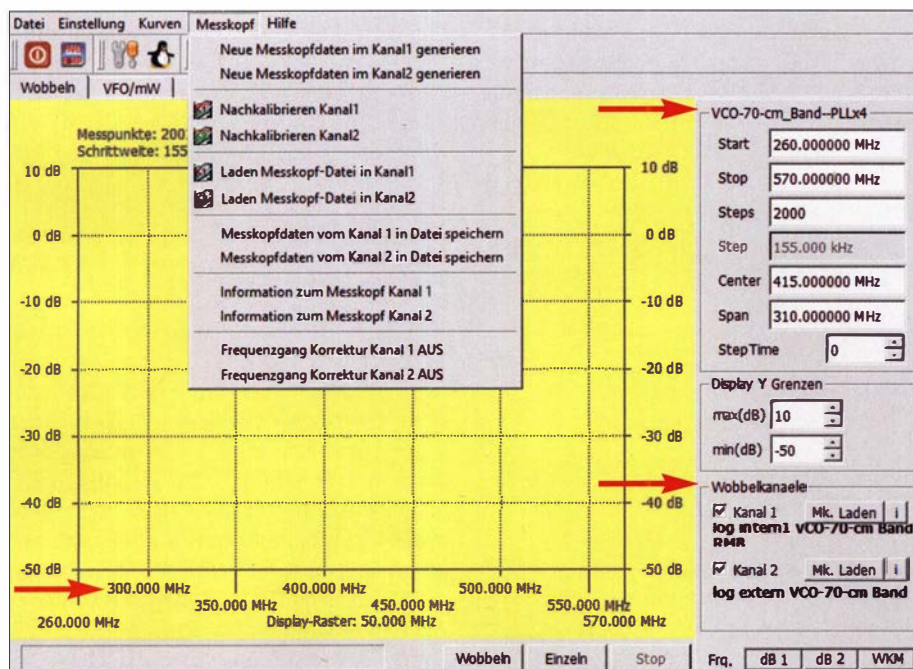 Datei Einstellung Kurven Messkopf Hilfe
Wobbeln VFO/mW
Neue Messkopfdaten im Kanal1 generieren
Neue Messkopfdaten im Kanal2 generieren
Nachkalibrieren Kanal1
Nachkalibrieren Kanal2
Laden Messkopf-Datei in Kanal1
Laden Messkopf-Datei in Kanal2
Messkopfdaten vom Kanal 1 in Datei speichern
Messkopfdaten vom Kanal 2 in Datei speichern
Information zum Messkopf Kanal 1
Information zum Messkopf Kanal 2
Frequenzgang Korrektur Kanal 1 AUS
Frequenzgang Korrektur Kanal 2 AUS
Messpunkte: 200
Schrittweite: 155
10 dB
0 dB
-10 dB
-20 dB
-30 dB
-40 dB
-50 dB
10 dB
0 dB
-10 dB
-20 dB
-30 dB
-40 dB
-50 dB
300.000 MHz 400.000 MHz 500.000 MHz
350.000 MHz 450.000 MHz 550.000 MHz
260.000 MHz Display-Raster: 50.000 MHz 570.000 MHz
VCO-70-cm_Band--PLLx4
Start 260.000000 MHz
Stop 570.000000 MHz
Steps 2000
Step 155.000 kHz
Center 415.000000 MHz
Span 310.000000 MHz
StepTime 0
Display Y Grenzen
max(dB) 10
min(dB) -50
Wobbelkanaele
Kanal 1 Mk. Laden i
log intern1 VCO-70-cm Band
RMR
Kanal 2 Mk. Laden i
log extern VCO-70-cm Band
Wobbeln Einzeln Stop Frq. dB 1 dB 2 WKM